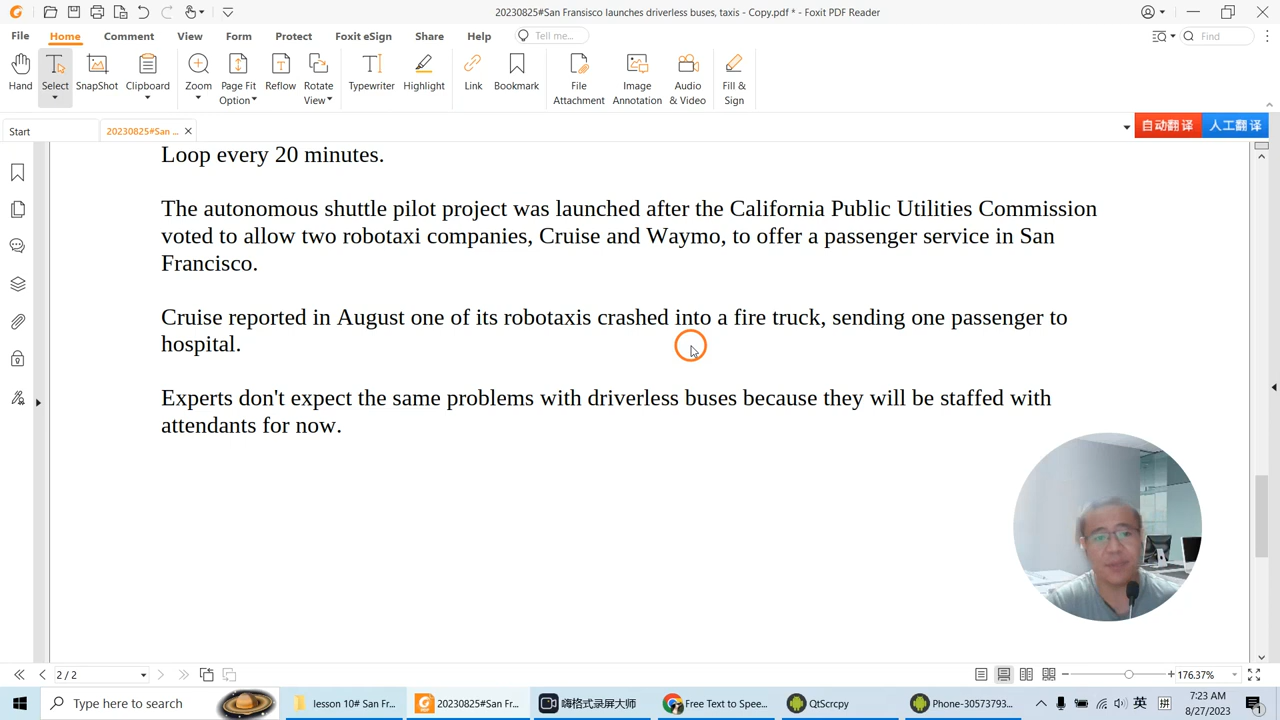 20230825#San Fransisco launches driverless buses, taxis - Copy.pdf * - Foxit PDF Reader
File Home Comment View Form Protect Foxit eSign Share Help Tell me... Find
Hand Select SnapShot Clipboard Zoom Page Fit Option Reflow Rotate View Typewriter Highlight Link Bookmark File Attachment Image Annotation Audio & Video Fill & Sign
Start 20230825#San ... 自动翻译 人工翻译
Loop every 20 minutes.
The autonomous shuttle pilot project was launched after the California Public Utilities Commission
voted to allow two robotaxi companies, Cruise and Waymo, to offer a passenger service in San
Francisco.
Cruise reported in August one of its robotaxis crashed into a fire truck, sending one passenger to
hospital.
Experts don't expect the same problems with driverless buses because they will be staffed with
attendants for now.
2 / 2 176.37%
Type here to search lesson 10# San Fr... 20230825#San Fr... 嗨格式录屏大师 Free Text to Spee... QtScrcpy Phone-30573793... 英 拼 7:23 AM
8/27/2023 1